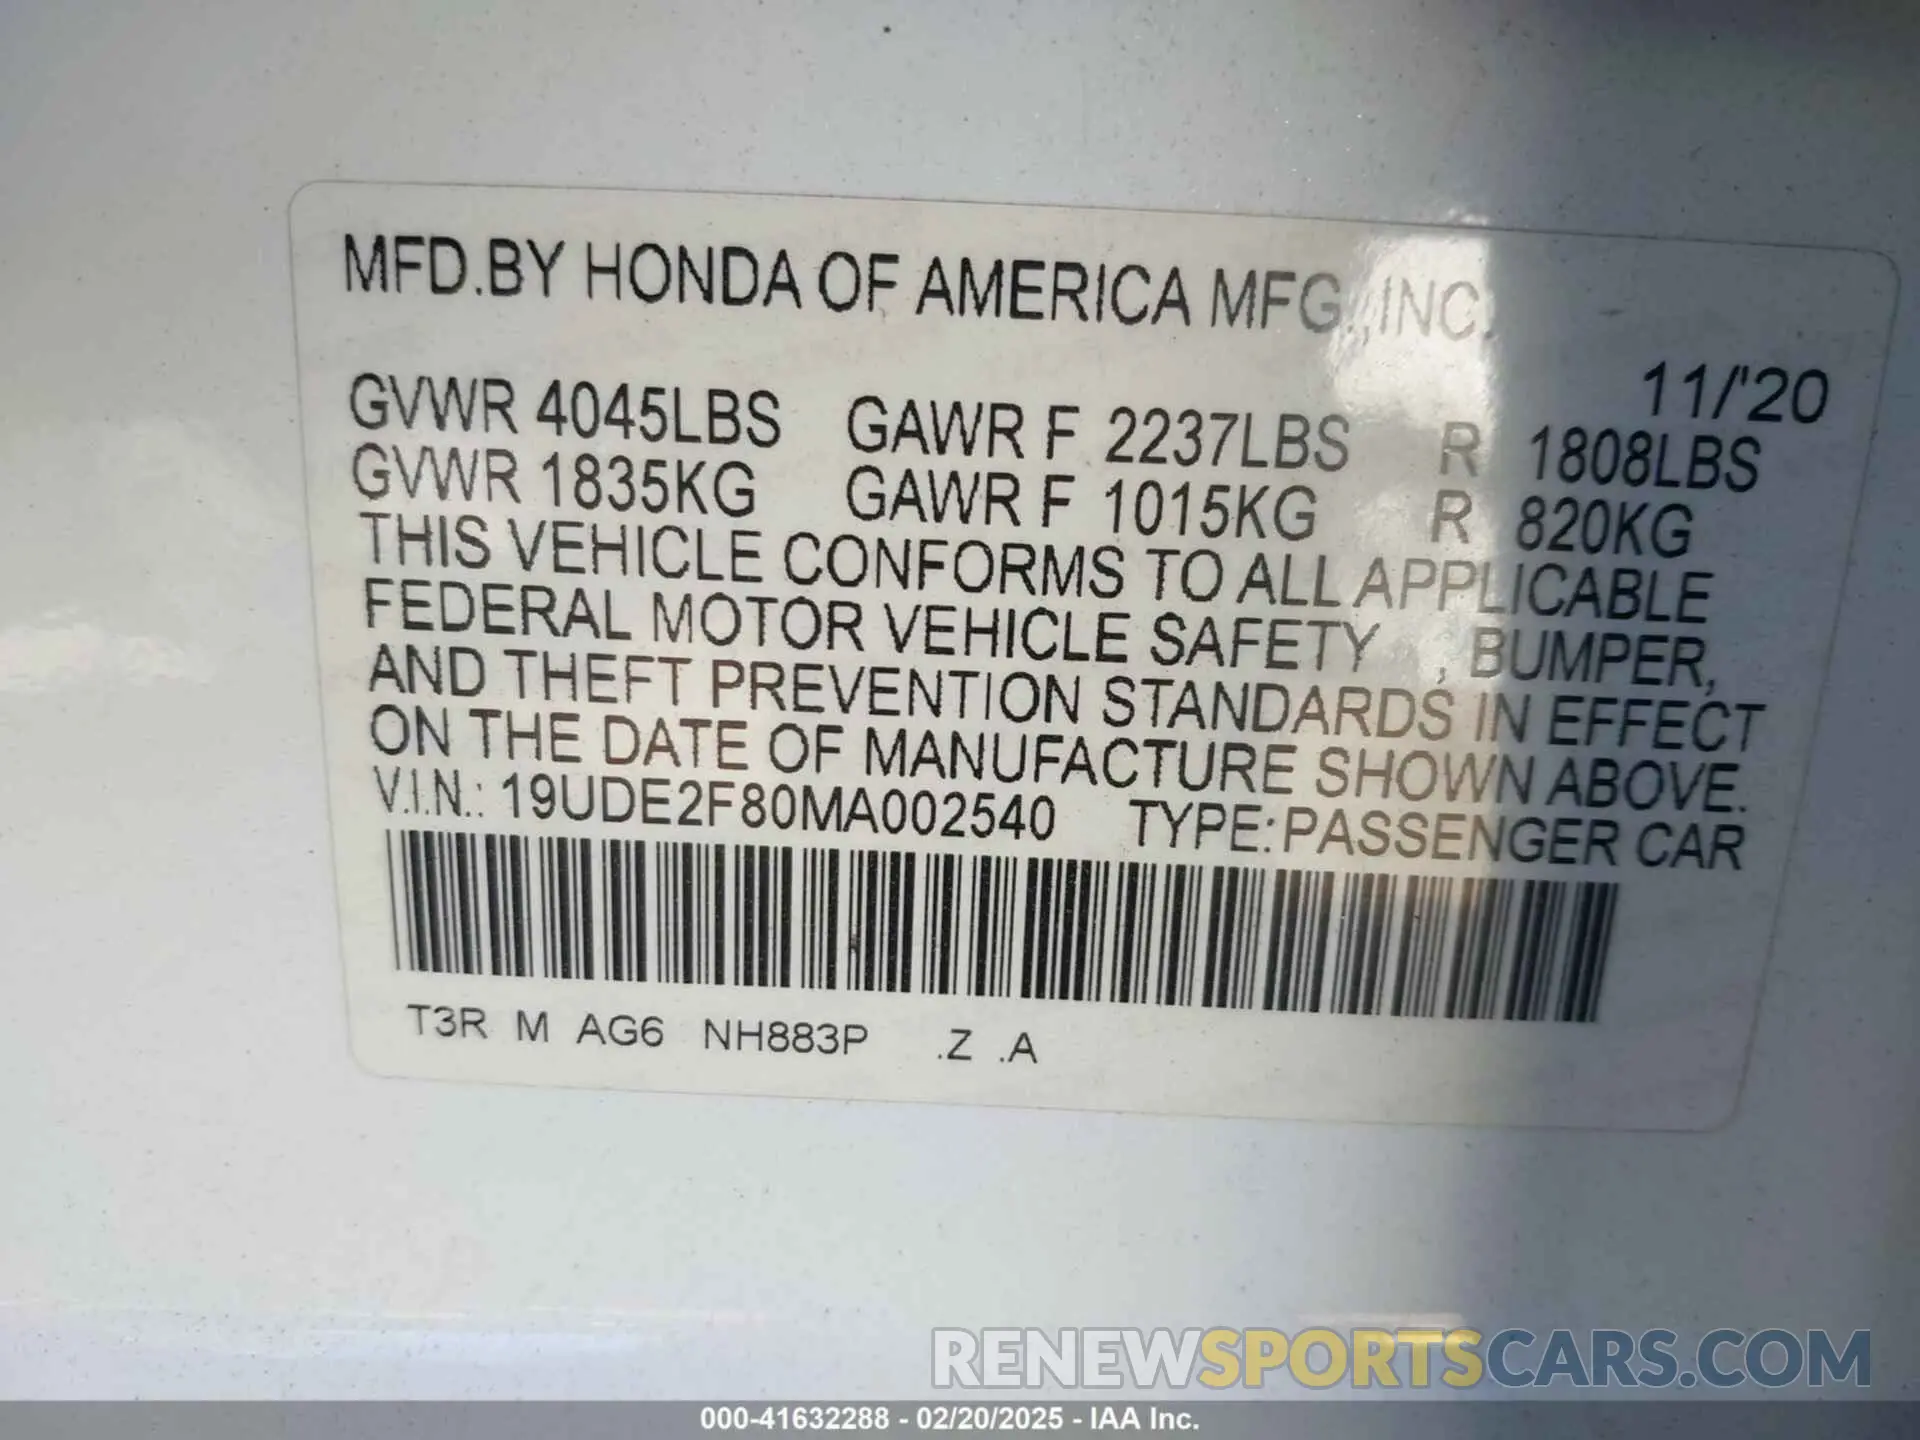 MFD.BY HONDA OF AMERICA MFG.,INC.
11/'20
GVWR 4045LBS GAWR F 2237LBS R 1808LBS
GVWR 1835KG GAWR F 1015KG R 820KG
THIS VEHICLE CONFORMS TO ALL APPLICABLE
FEDERAL MOTOR VEHICLE SAFETY , BUMPER,
AND THEFT PREVENTION STANDARDS IN EFFECT
ON THE DATE OF MANUFACTURE SHOWN ABOVE.
V.I.N.: 19UDE2F80MA002540 TYPE:PASSENGER CAR
T3R M AG6 NH883P .Z .A
RENEWSPORTSCARS.COM
000-41632288 - 02/20/2025 - IAA Inc.